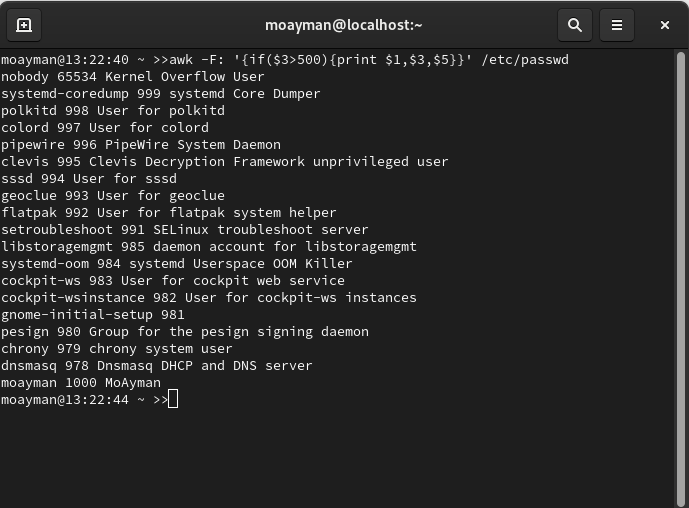 moayman@localhost:~
moayman@13:22:40 ~ >>awk -F: '{if($3>500){print $1,$3,$5}}' /etc/passwd
nobody 65534 Kernel Overflow User
systemd-coredump 999 systemd Core Dumper
polkitd 998 User for polkitd
colord 997 User for colord
pipewire 996 PipeWire System Daemon
clevis 995 Clevis Decryption Framework unprivileged user
sssd 994 User for sssd
geoclue 993 User for geoclue
flatpak 992 User for flatpak system helper
setroubleshoot 991 SELinux troubleshoot server
libstoragemgmt 985 daemon account for libstoragemgmt
systemd-oom 984 systemd Userspace OOM Killer
cockpit-ws 983 User for cockpit web service
cockpit-wsinstance 982 User for cockpit-ws instances
gnome-initial-setup 981
pesign 980 Group for the pesign signing daemon
chrony 979 chrony system user
dnsmasq 978 Dnsmasq DHCP and DNS server
moayman 1000 MoAyman
moayman@13:22:44 ~ >>